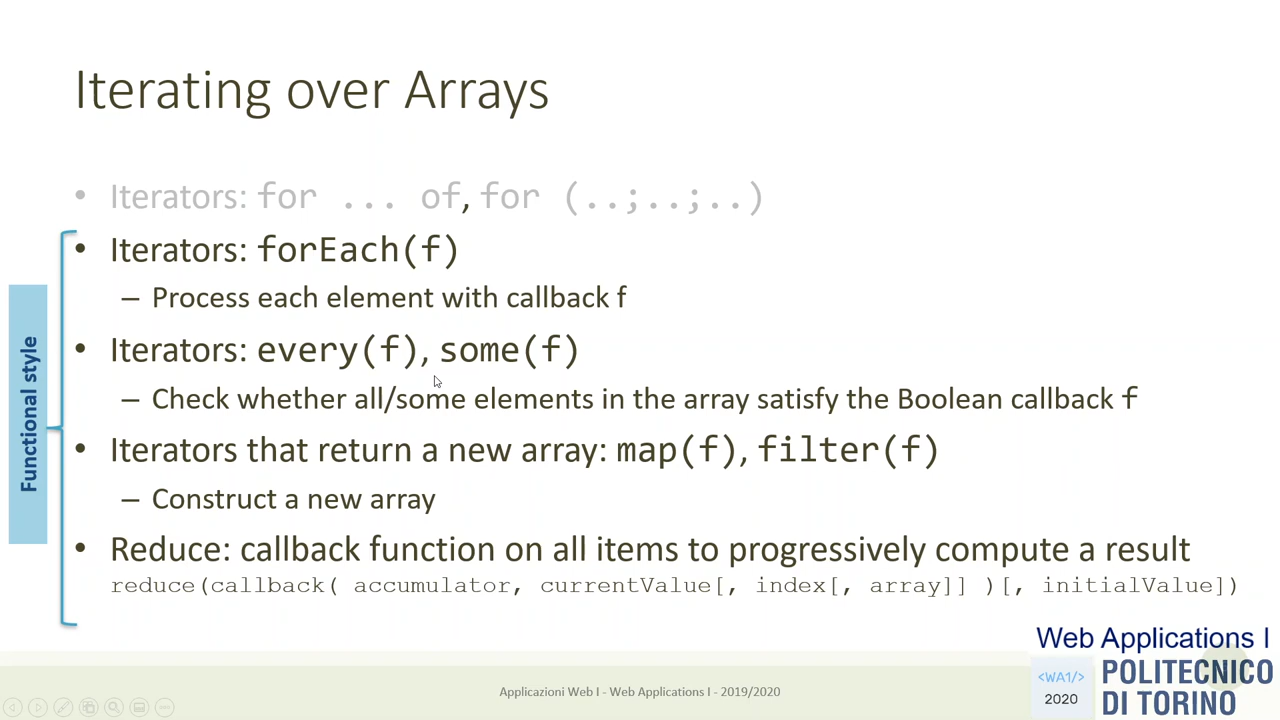 Iterating over Arrays
• Iterators: for ... of, for (..;..;..)
• Iterators: forEach(f)
– Process each element with callback f
• Iterators: every(f), some(f)
– Check whether all/some elements in the array satisfy the Boolean callback f
• Iterators that return a new array: map(f), filter(f)
– Construct a new array
• Reduce: callback function on all items to progressively compute a result
reduce(callback( accumulator, currentValue[, index[, array]] )[, initialValue])
Functional style
Applicazioni Web I - Web Applications I - 2019/2020
Web Applications I
<WA1/>
2020
POLITECNICO
DI TORINO